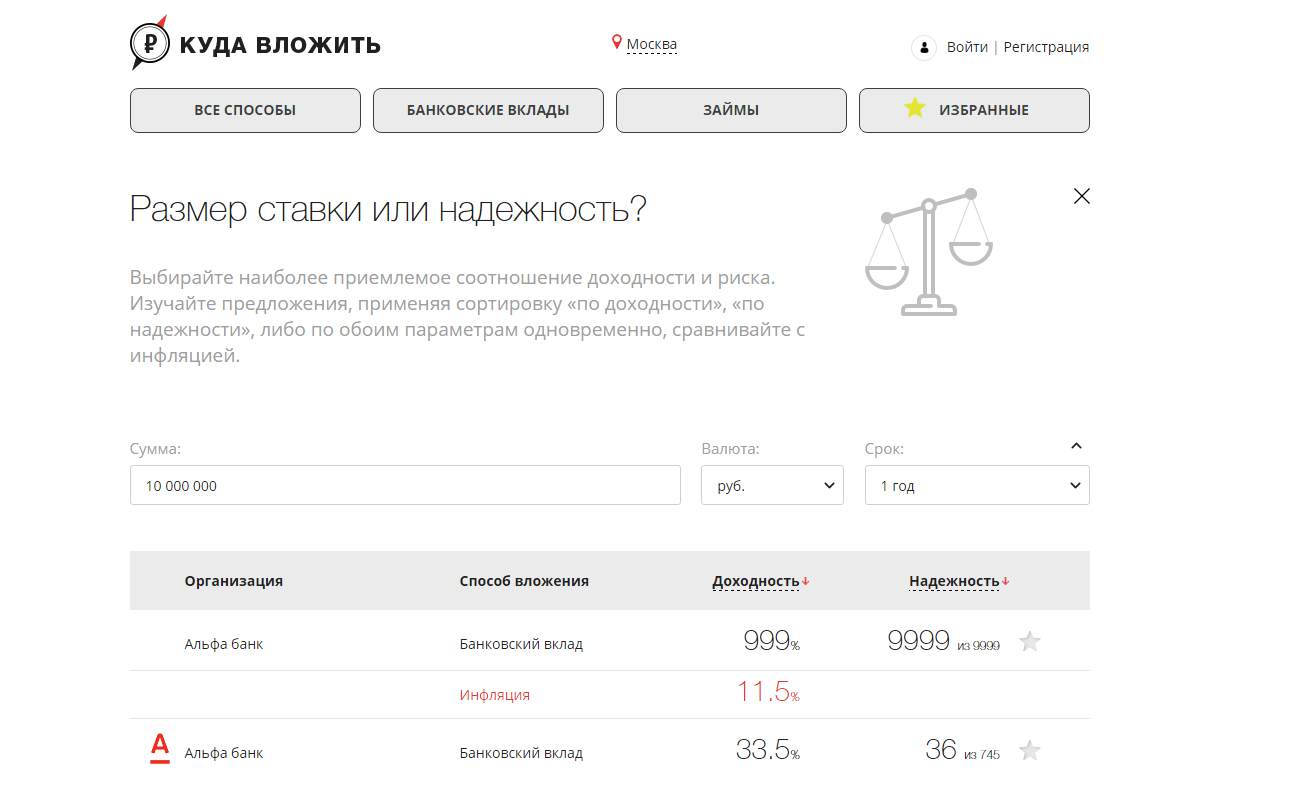 КУДА ВЛОЖИТЬ
Москва
Войти | Регистрация
ВСЕ СПОСОБЫ
БАНКОВСКИЕ ВКЛАДЫ
ЗАЙМЫ
ИЗБРАННЫЕ
Размер ставки или надежность?
Выбирайте наиболее приемлемое соотношение доходности и риска.
Изучайте предложения, применяя сортировку «по доходности», «по
надежности», либо по обоим параметрам одновременно, сравнивайте с
инфляцией.
Сумма:
Валюта:
Срок:
10 000 000
руб.
1 год
Организация
Способ вложения
Доходность
Надежность
Альфа банк
Банковский вклад
999%
9999 из 9999
Инфляция
11.5%
А
Альфа банк
Банковский вклад
33.5%
36 из 745